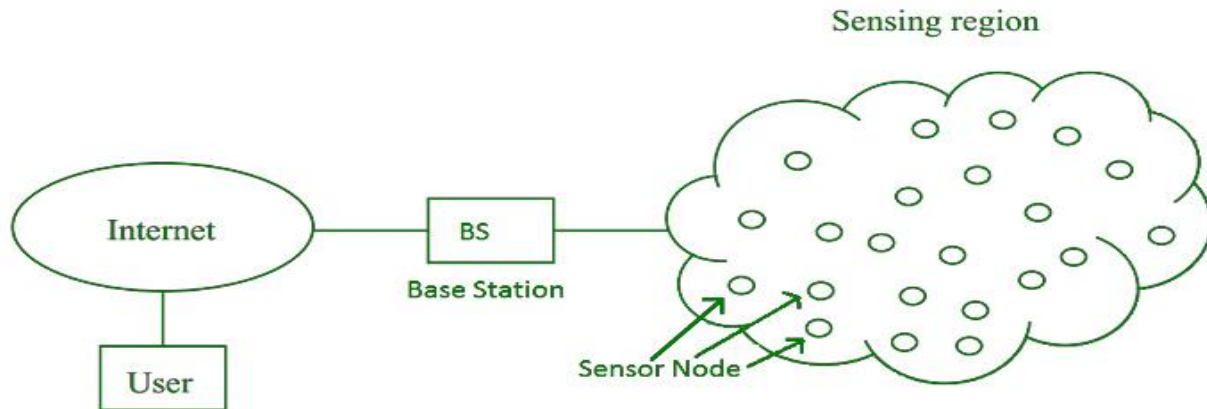 Sensing region
Internet
BS
Base Station
Sensor Node
User